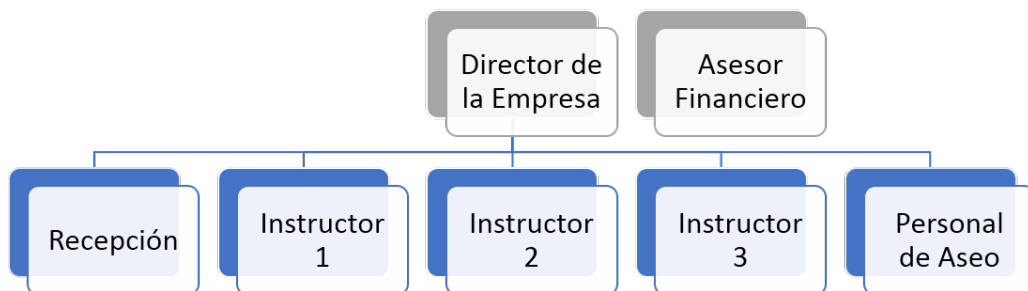 Director de
la Empresa
Asesor
Financiero
Recepción
Instructor
1
Instructor
2
Instructor
3
Personal
de Aseo